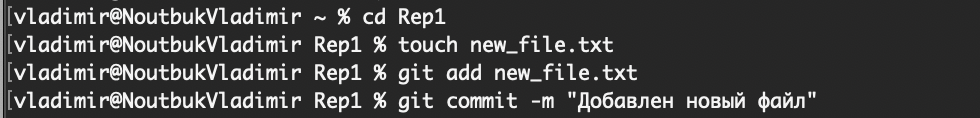 [vladimir@NoutbukVladimir ~ % cd Rep1
[vladimir@NoutbukVladimir Rep1 % touch new_file.txt
[vladimir@NoutbukVladimir Rep1 % git add new_file.txt
[vladimir@NoutbukVladimir Rep1 % git commit -m "Добавлен новый файл"